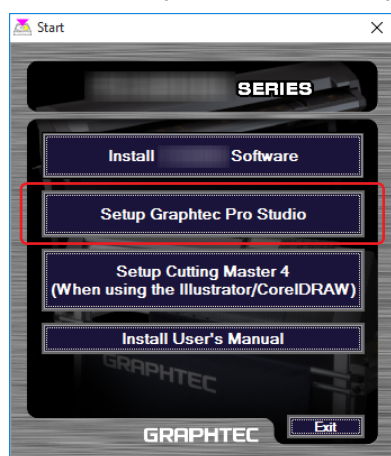 Start
SERIES
Install Software
Setup Graphtec Pro Studio
Setup Cutting Master 4
(When using the Illustrator/CorelDRAW)
Install User's Manual
GRAPHTEC
GRAPHTEC
Exit